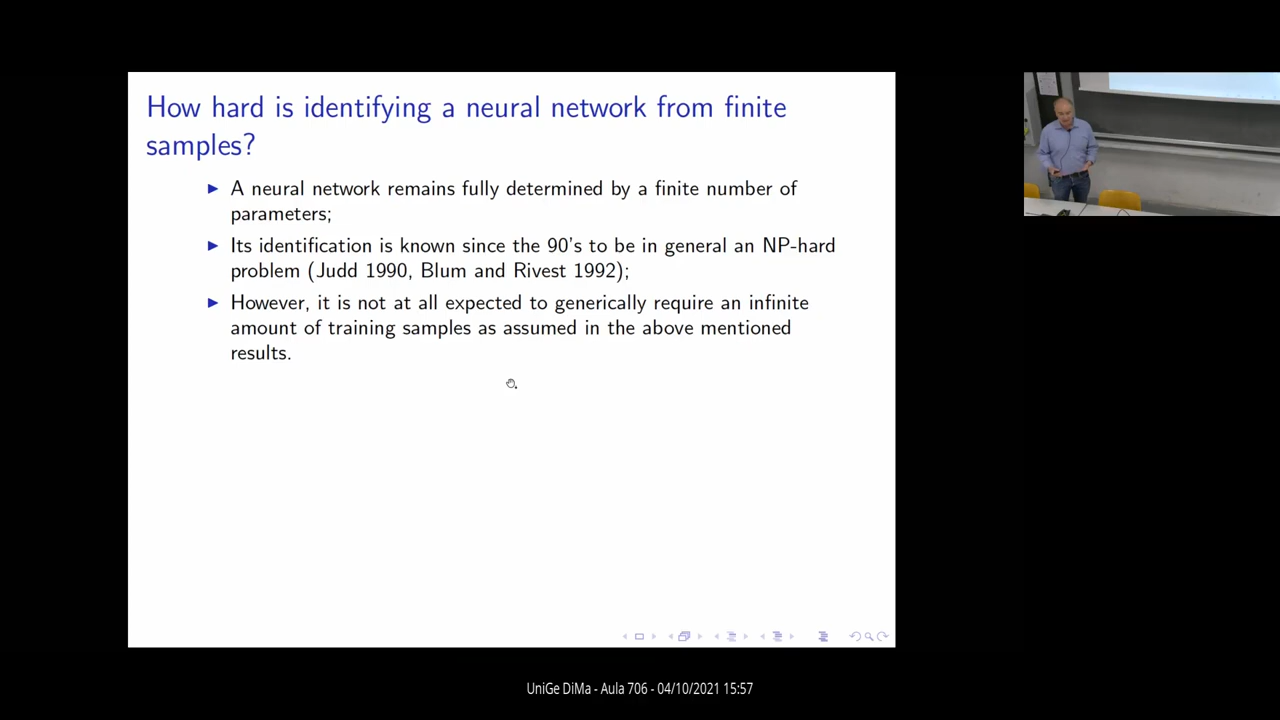 How hard is identifying a neural network from finite
samples?
▶ A neural network remains fully determined by a finite number of
parameters;
▶ Its identification is known since the 90's to be in general an NP-hard
problem (Judd 1990, Blum and Rivest 1992);
▶ However, it is not at all expected to generically require an infinite
amount of training samples as assumed in the above mentioned
results.
UniGe DiMa - Aula 706 - 04/10/2021 15:57